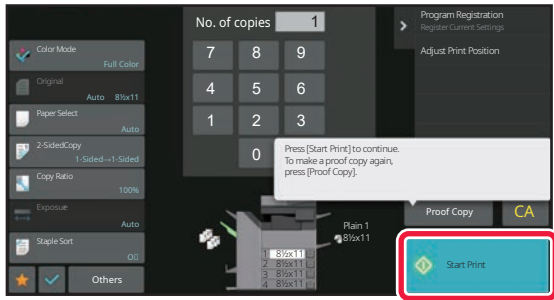 No. of copies 1
Program Registration
Register Current Settings
Adjust Print Position
Color Mode
Full Color
Original
Auto 8½x11
Paper Select
Auto
2-SidedCopy
1-Sided→1-Sided
Copy Ratio
100%
Exposure
Auto
Staple Sort
Off
Others
7 8 9
4 5 6
1 2 3
0
Press [Start Print] to continue.
To make a proof copy again,
press [Proof Copy].
Plain 1
8½x11
1 8½x11
2 8½x11
3 8½x11
4 8½x11
Proof Copy
CA
Start Print